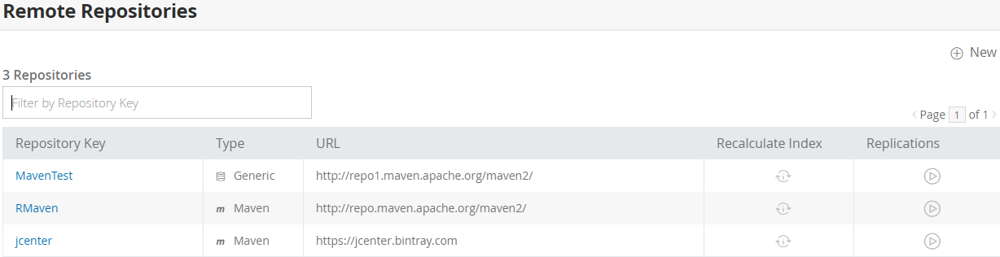 Remote Repositories
New
3 Repositories
Filter by Repository Key
Page 1 of 1
Repository Key Type URL Recalculate Index Replications
MavenTest Generic http://repo1.maven.apache.org/maven2/
RMaven m Maven http://repo.maven.apache.org/maven2/
jcenter m Maven https://jcenter.bintray.com